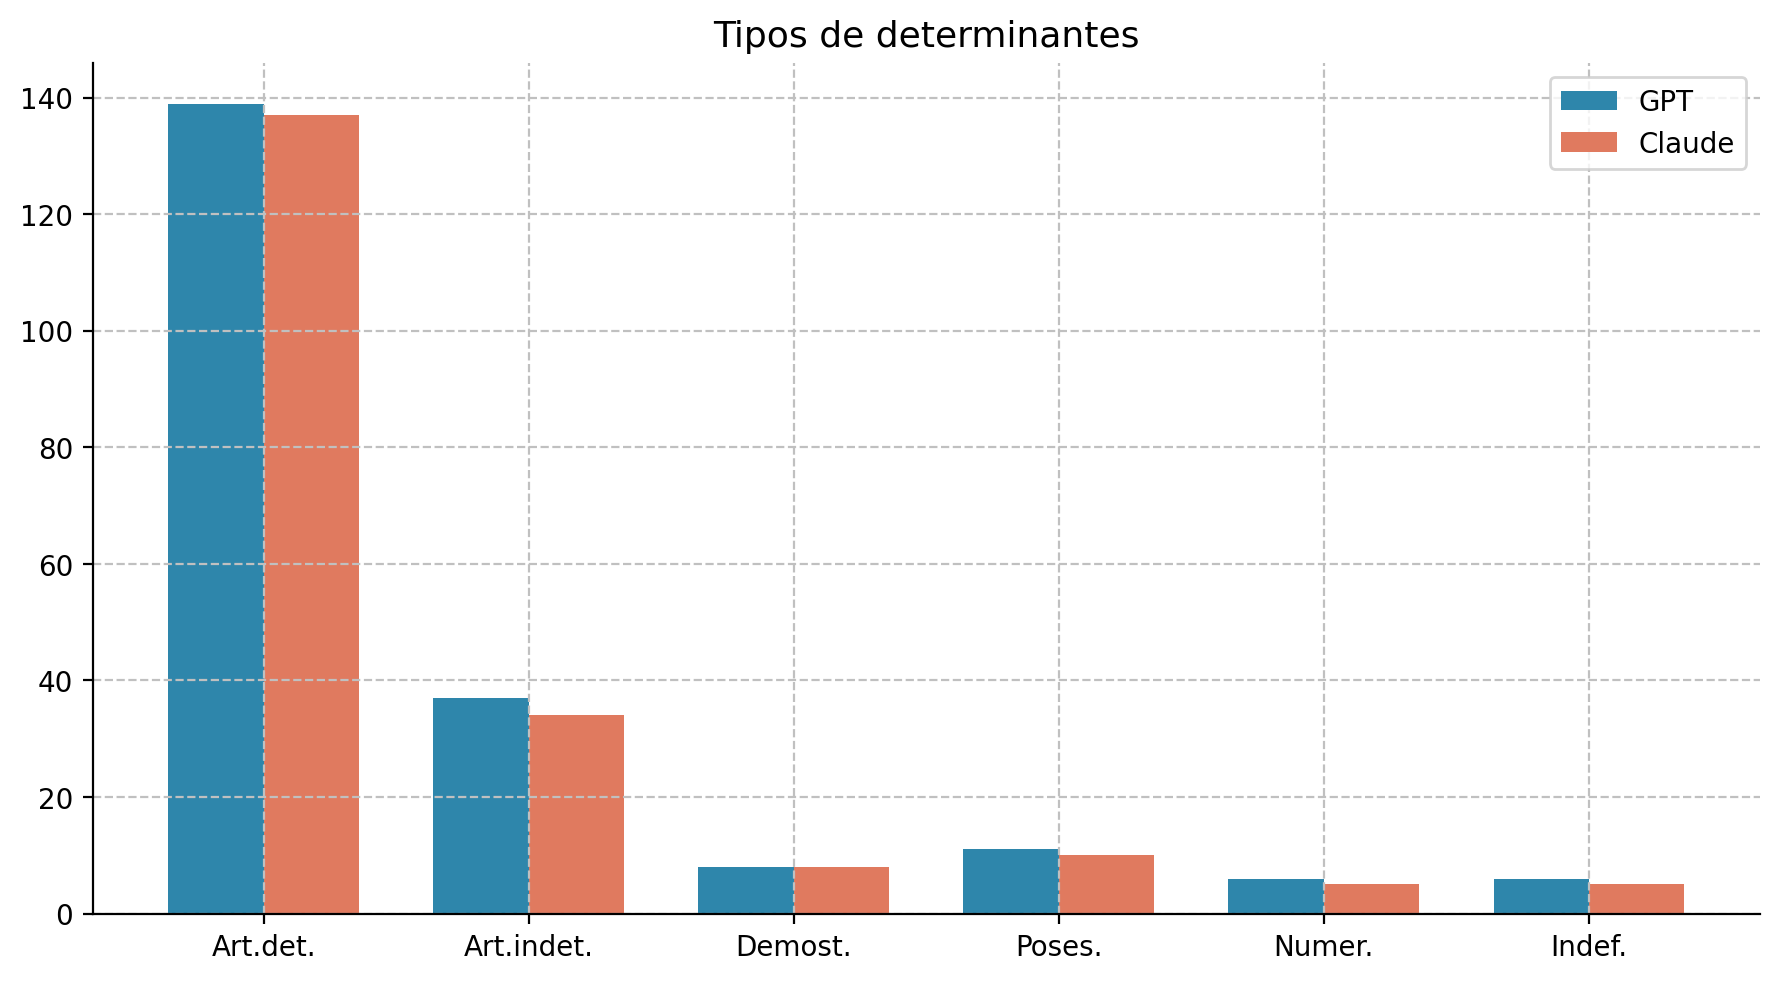 Tipos de determinantes
GPT
Claude
140
120
100
80
60
40
20
0
Art.det.
Art.indet.
Demost.
Poses.
Numer.
Indef.